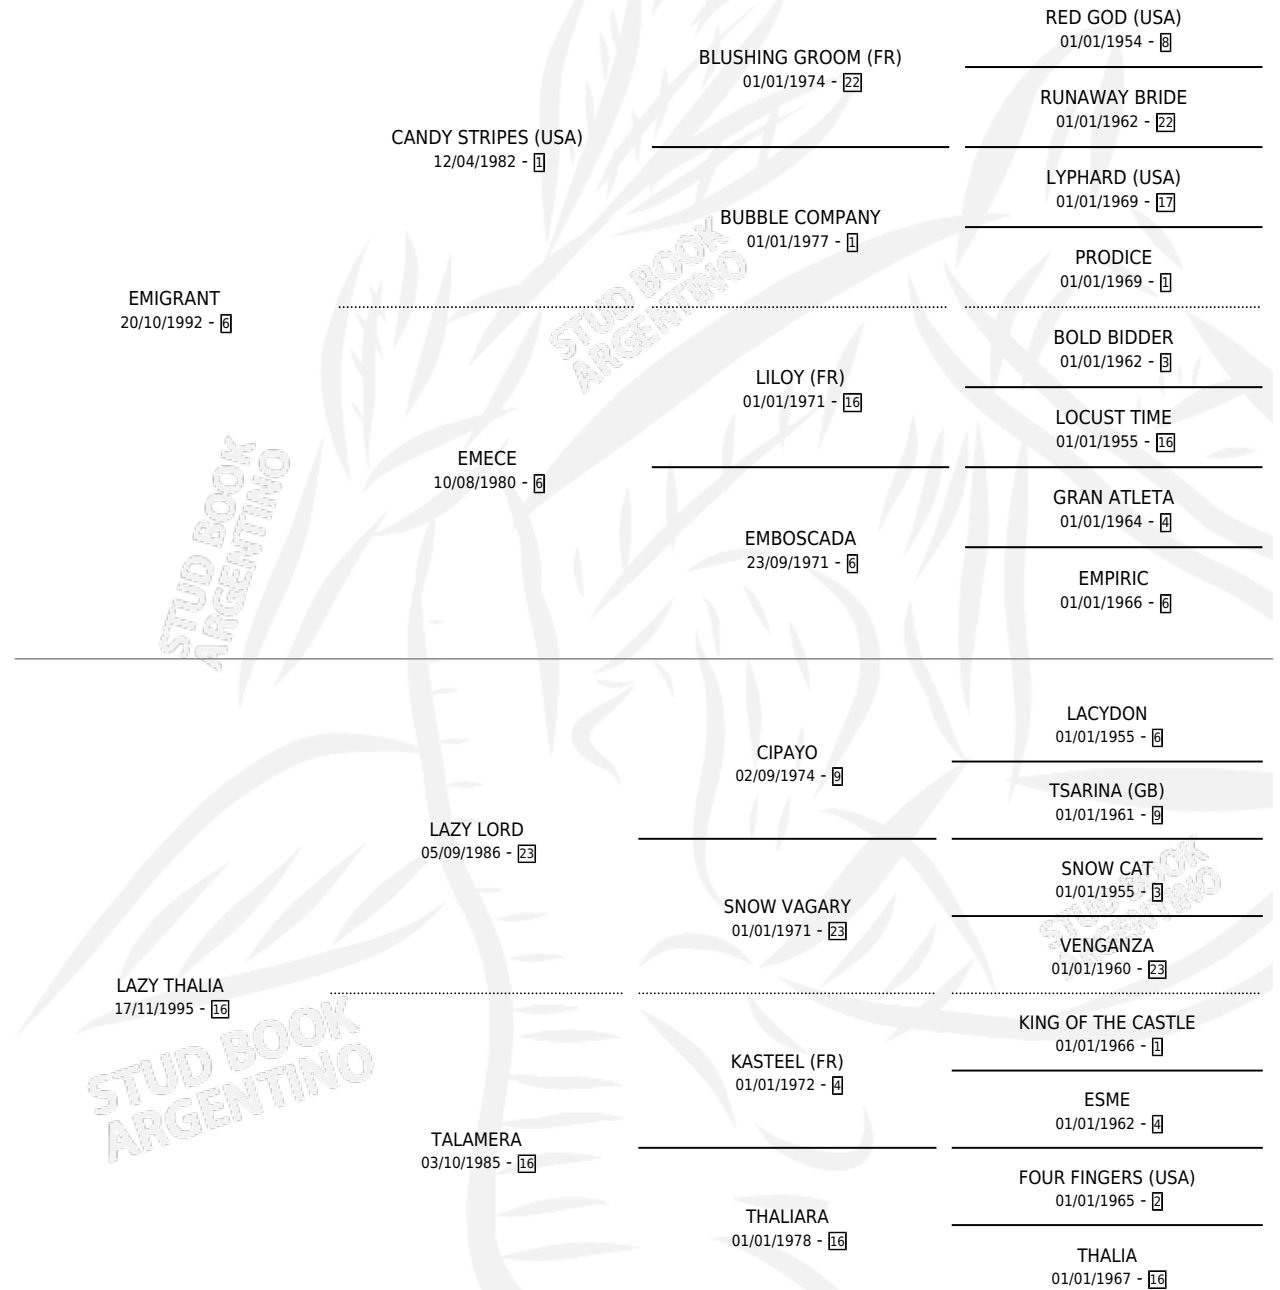 RED GOD (USA)
01/01/1954 - 8
BLUSHING GROOM (FR)
01/01/1974 - 22
RUNAWAY BRIDE
01/01/1962 - 22
CANDY STRIPES (USA)
12/04/1982 - 1
LYPHARD (USA)
01/01/1969 - 17
BUBBLE COMPANY
01/01/1977 - 1
PRODICE
01/01/1969 - 1
EMIGRANT
20/10/1992 - 6
BOLD BIDDER
01/01/1962 - 3
LILOY (FR)
01/01/1971 - 16
LOCUST TIME
01/01/1955 - 16
EMECE
10/08/1980 - 6
GRAN ATLETA
01/01/1964 - 4
EMBOSCADA
23/09/1971 - 6
EMPIRIC
01/01/1966 - 6
LACYDON
01/01/1955 - 6
CIPAYO
02/09/1974 - 9
TSARINA (GB)
01/01/1961 - 9
LAZY LORD
05/09/1986 - 23
SNOW CAT
01/01/1955 - 3
SNOW VAGARY
01/01/1971 - 23
VENGANZA
01/01/1960 - 23
LAZY THALIA
17/11/1995 - 16
KING OF THE CASTLE
01/01/1966 - 1
KASTEEL (FR)
01/01/1972 - 4
ESME
01/01/1962 - 4
TALAMERA
03/10/1985 - 16
FOUR FINGERS (USA)
01/01/1965 - 2
THALIARA
01/01/1978 - 16
THALIA
01/01/1967 - 16
STUD BOOK
ARGENTINO
STUD BOOK
ARGENTINO
STUD BOOK
ARGENTINO
STUD BOOK
ARGENTINO